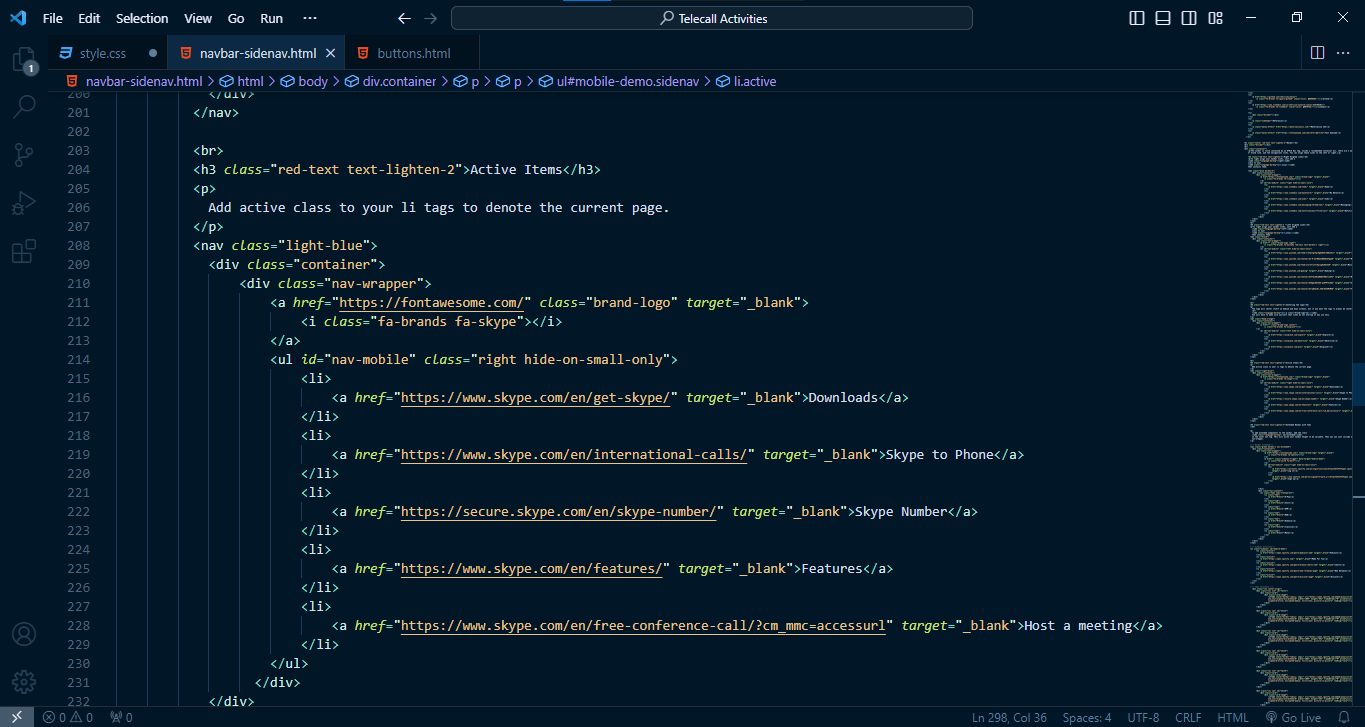 File Edit Selection View Go Run ··· Telecall Activities
style.css navbar-sidenav.html buttons.html
navbar-sidenav.html > html > body > div.container > p > p > ul#mobile-demo.sidenav > li.active
1
200 </div>
201 </nav>
202
203 <br>
204 <h3 class="red-text text-lighten-2">Active Items</h3>
205 <p>
206 Add active class to your li tags to denote the current page.
207 </p>
208 <nav class="light-blue">
209 <div class="container">
210 <div class="nav-wrapper">
211 <a href="https://fontawesome.com/" class="brand-logo" target="_blank">
212 <i class="fa-brands fa-skype"></i>
213 </a>
214 <ul id="nav-mobile" class="right hide-on-small-only">
215 <li>
216 <a href="https://www.skype.com/en/get-skype/" target="_blank">Downloads</a>
217 </li>
218 <li>
219 <a href="https://www.skype.com/en/international-calls/" target="_blank">Skype to Phone</a>
220 </li>
221 <li>
222 <a href="https://secure.skype.com/en/skype-number/" target="_blank">Skype Number</a>
223 </li>
224 <li>
225 <a href="https://www.skype.com/en/features/" target="_blank">Features</a>
226 </li>
227 <li>
228 <a href="https://www.skype.com/en/free-conference-call/?cm_mmc=accessurl" target="_blank">Host a meeting</a>
229 </li>
230 </ul>
231 </div>
232 </div>
0 0 0 Ln 298, Col 36 Spaces: 4 UTF-8 CRLF HTML Go Live